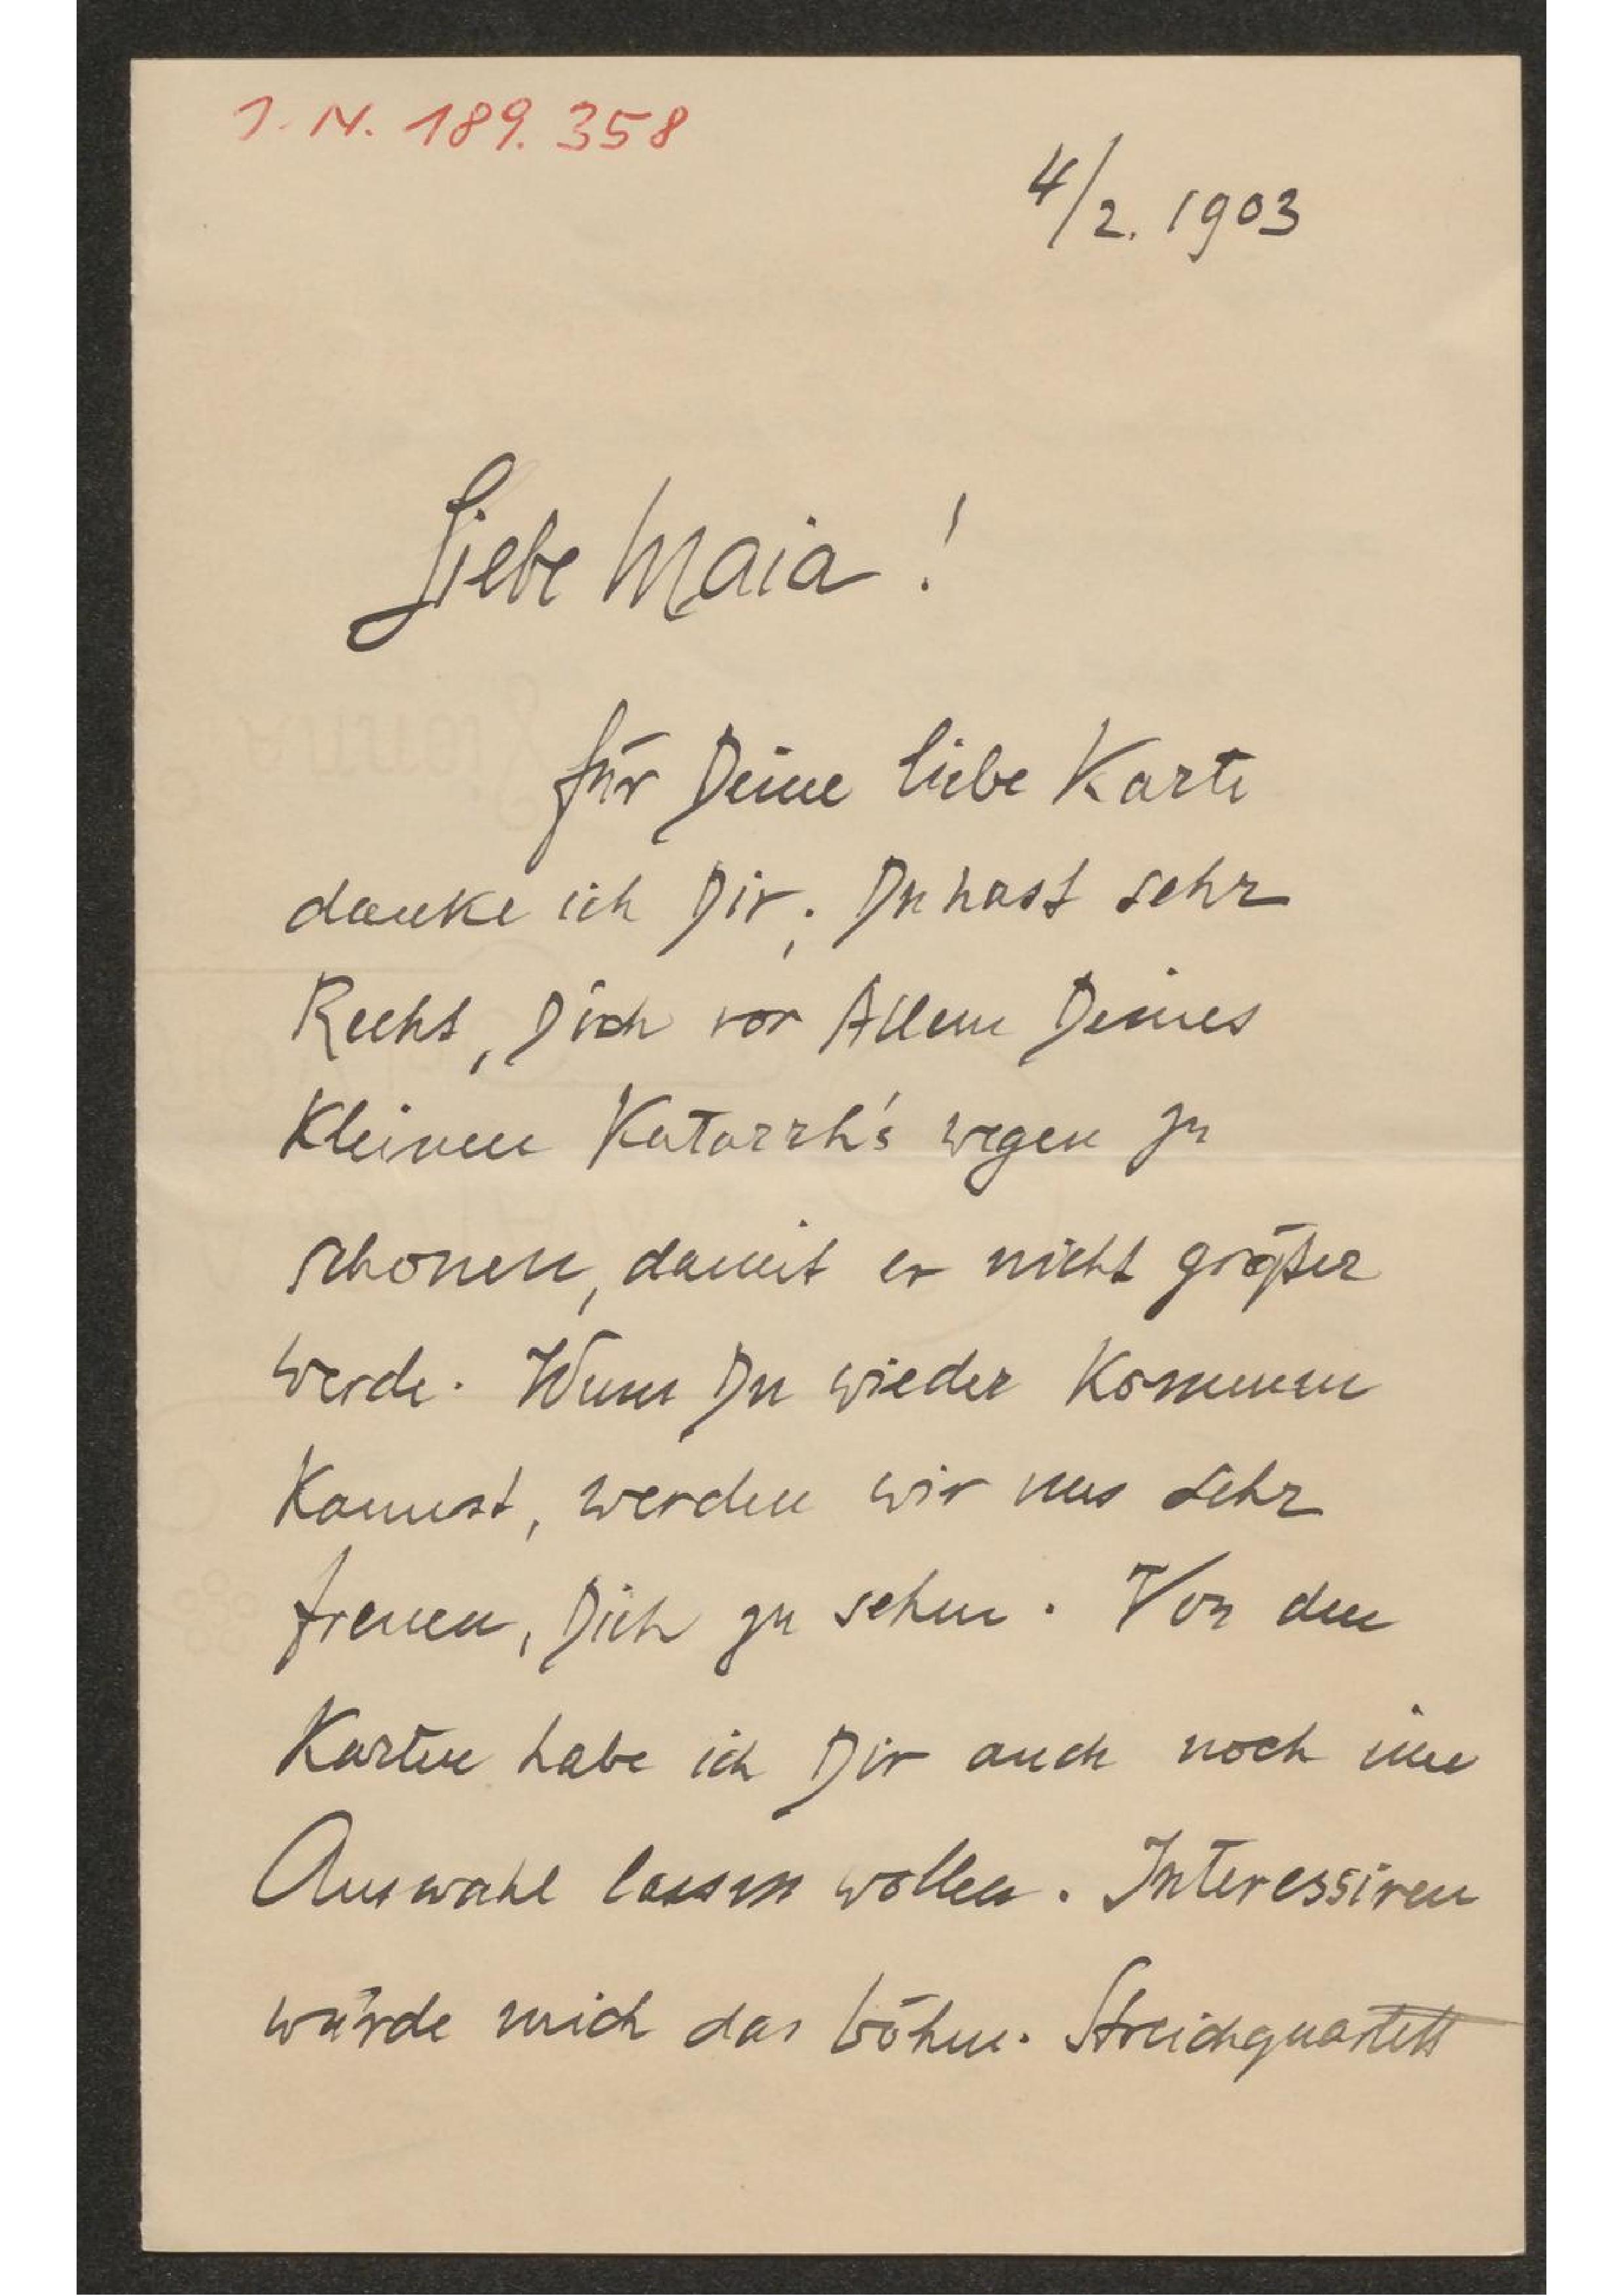 J. N. 189.358
4/2. 1903
Liebe Maia!
für Deine liebe Karte
danke ich Dir; Du hast sehr
Recht, Dich vor Allem Deines
kleinen Katarrh's wegen zu
schonen, damit er nicht größer
werde. Wenn Du wieder kommen
kannst, werden wir uns sehr
freuen, Dich zu sehen. Von den
Karten habe ich Dir auch noch eine
Auswahl lassen wollen. Interessiren
würde mich das böhm. Streichquartett